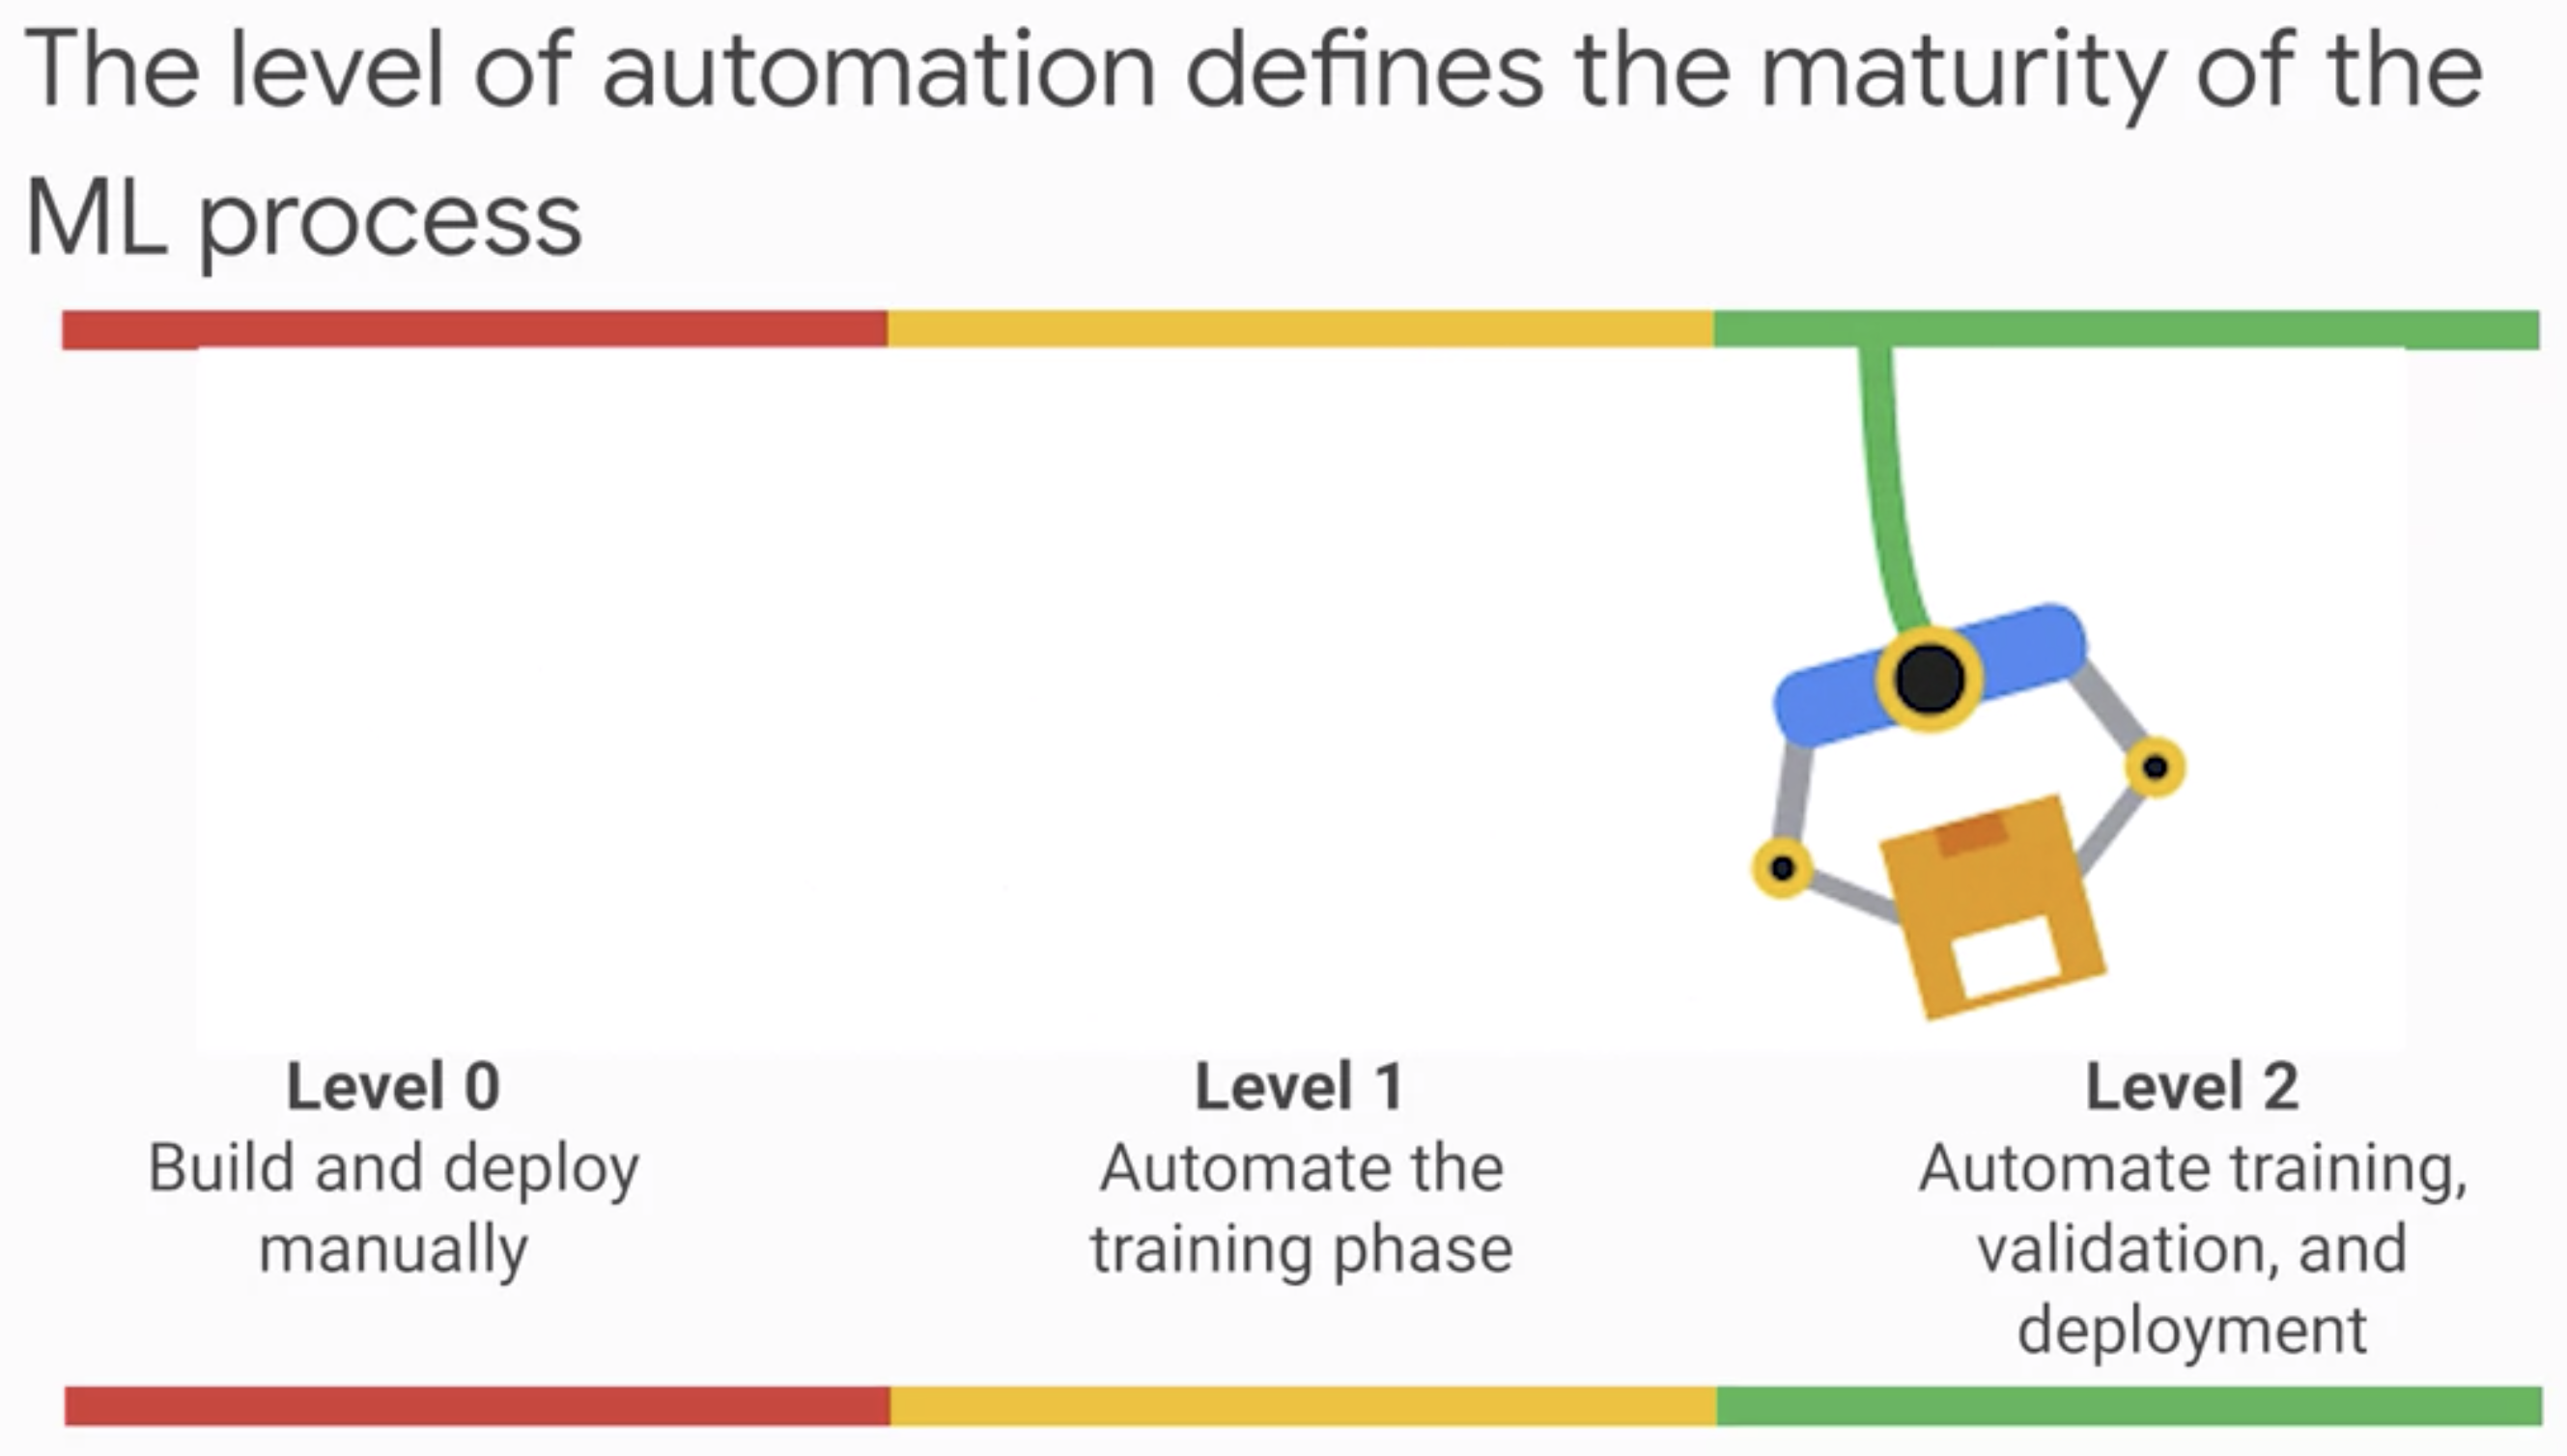 The level of automation defines the maturity of the
ML process
Level 0
Build and deploy
manually
Level 1
Automate the
training phase
Level 2
Automate training,
validation, and
deployment